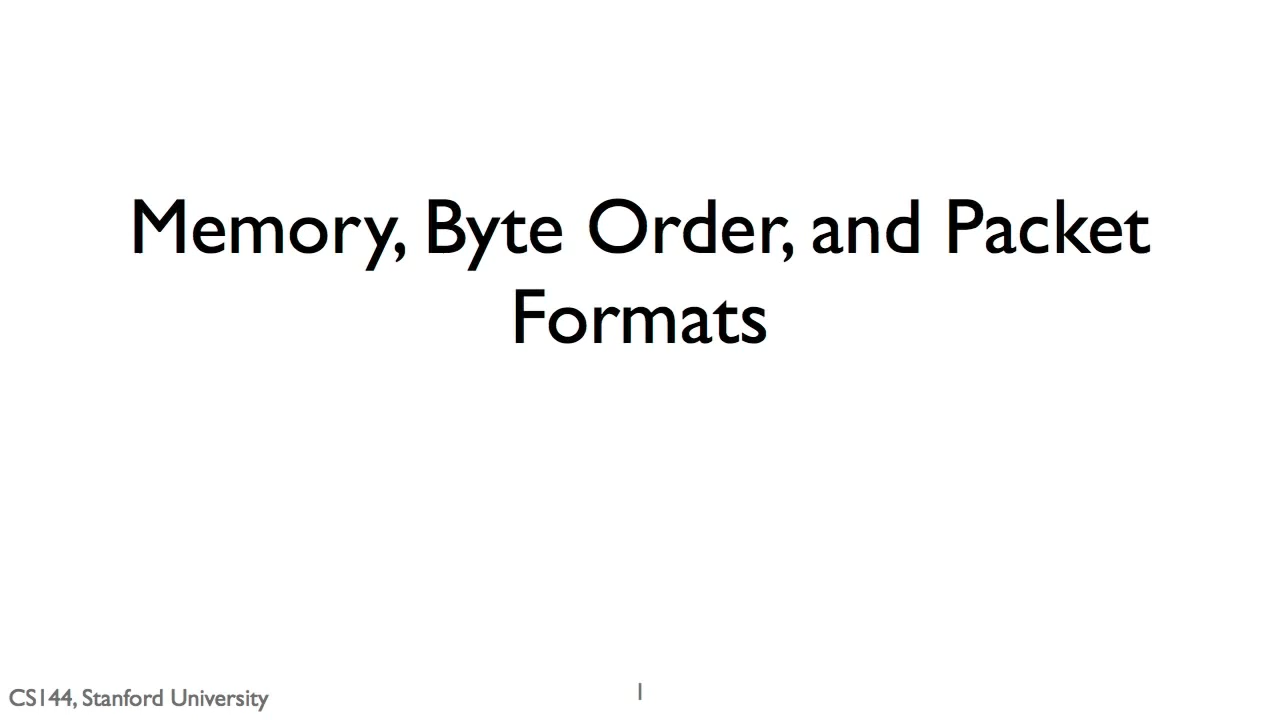 Memory, Byte Order, and Packet
Formats
CS144, Stanford University
1